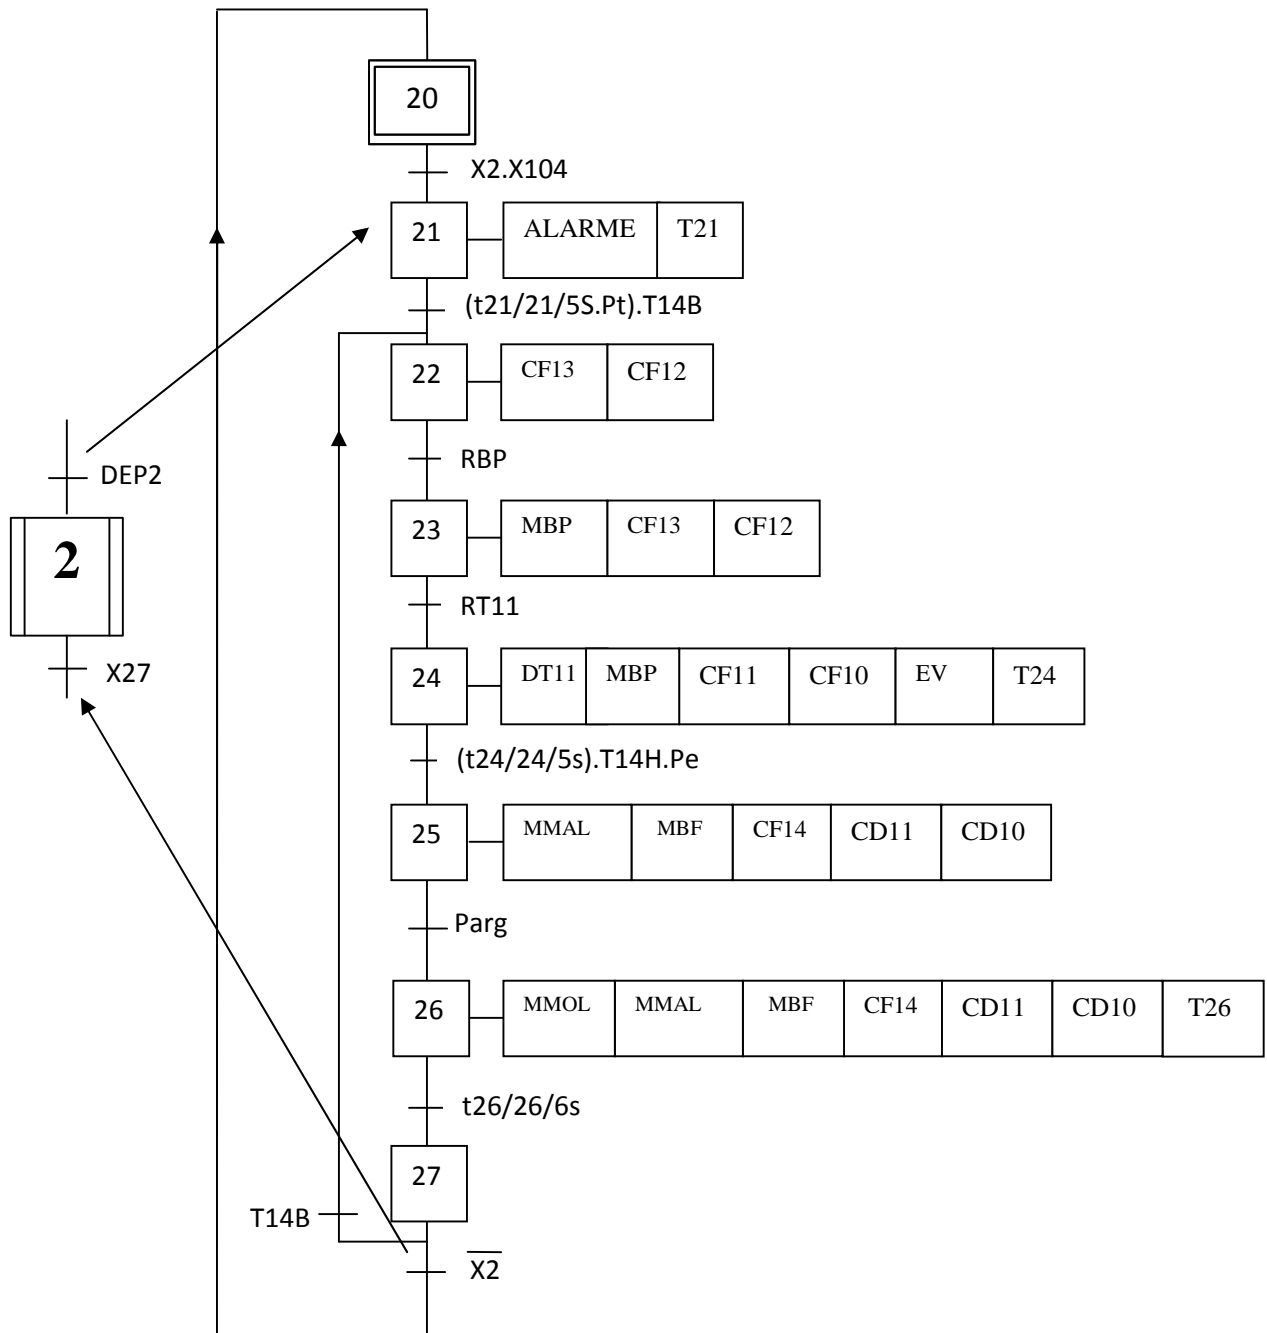 20
X2.X104
21 ALARME T21
(t21/21/5S.Pt).T14B
22 CF13 CF12
RBP
DEP2
23 MBP CF13 CF12
2
RT11
X27
24 DT11 MBP CF11 CF10 EV T24
(t24/24/5s).T14H.Pe
25 MMAL MBF CF14 CD11 CD10
Parg
26 MMOL MMAL MBF CF14 CD11 CD10 T26
t26/26/6s
27
T14B
X̅2̅